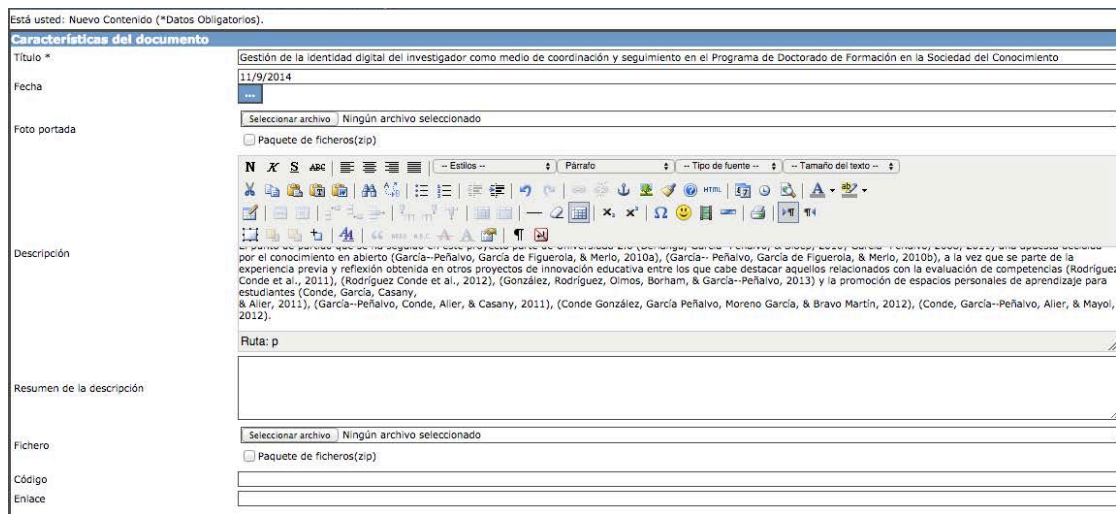 Está usted: Nuevo Contenido (*Datos Obligatorios).
Características del documento
Título *
Gestión de la identidad digital del investigador como medio de coordinación y seguimiento en el Programa de Doctorado de Formación en la Sociedad del Conocimiento
Fecha
11/9/2014
...
Foto portada
Seleccionar archivo Ningún archivo seleccionado
Paquete de ficheros(zip)
N K S ABC -- Estilos -- Párrafo -- Tipo de fuente -- -- Tamaño del texto --
HTML
Descripción
por el conocimiento en abierto (García--Peñalvo, García de Figuerola, & Merlo, 2010a), (García-- Peñalvo, García de Figuerola, & Merlo, 2010b), a la vez que se parte de la
experiencia previa y reflexión obtenida en otros proyectos de innovación educativa entre los que cabe destacar aquellos relacionados con la evaluación de competencias (Rodríguez
Conde et al., 2011), (Rodríguez Conde et al., 2012), (González, Rodríguez, Olmos, Borham, & García--Peñalvo, 2013) y la promoción de espacios personales de aprendizaje para
estudiantes (Conde, García, Casany,
& Alier, 2011), (García--Peñalvo, Conde, Alier, & Casany, 2011), (Conde González, García Peñalvo, Moreno García, & Bravo Martín, 2012), (Conde, García--Peñalvo, Alier, & Mayol,
2012).
Ruta: p
Resumen de la descripción
Fichero
Seleccionar archivo Ningún archivo seleccionado
Paquete de ficheros(zip)
Código
Enlace